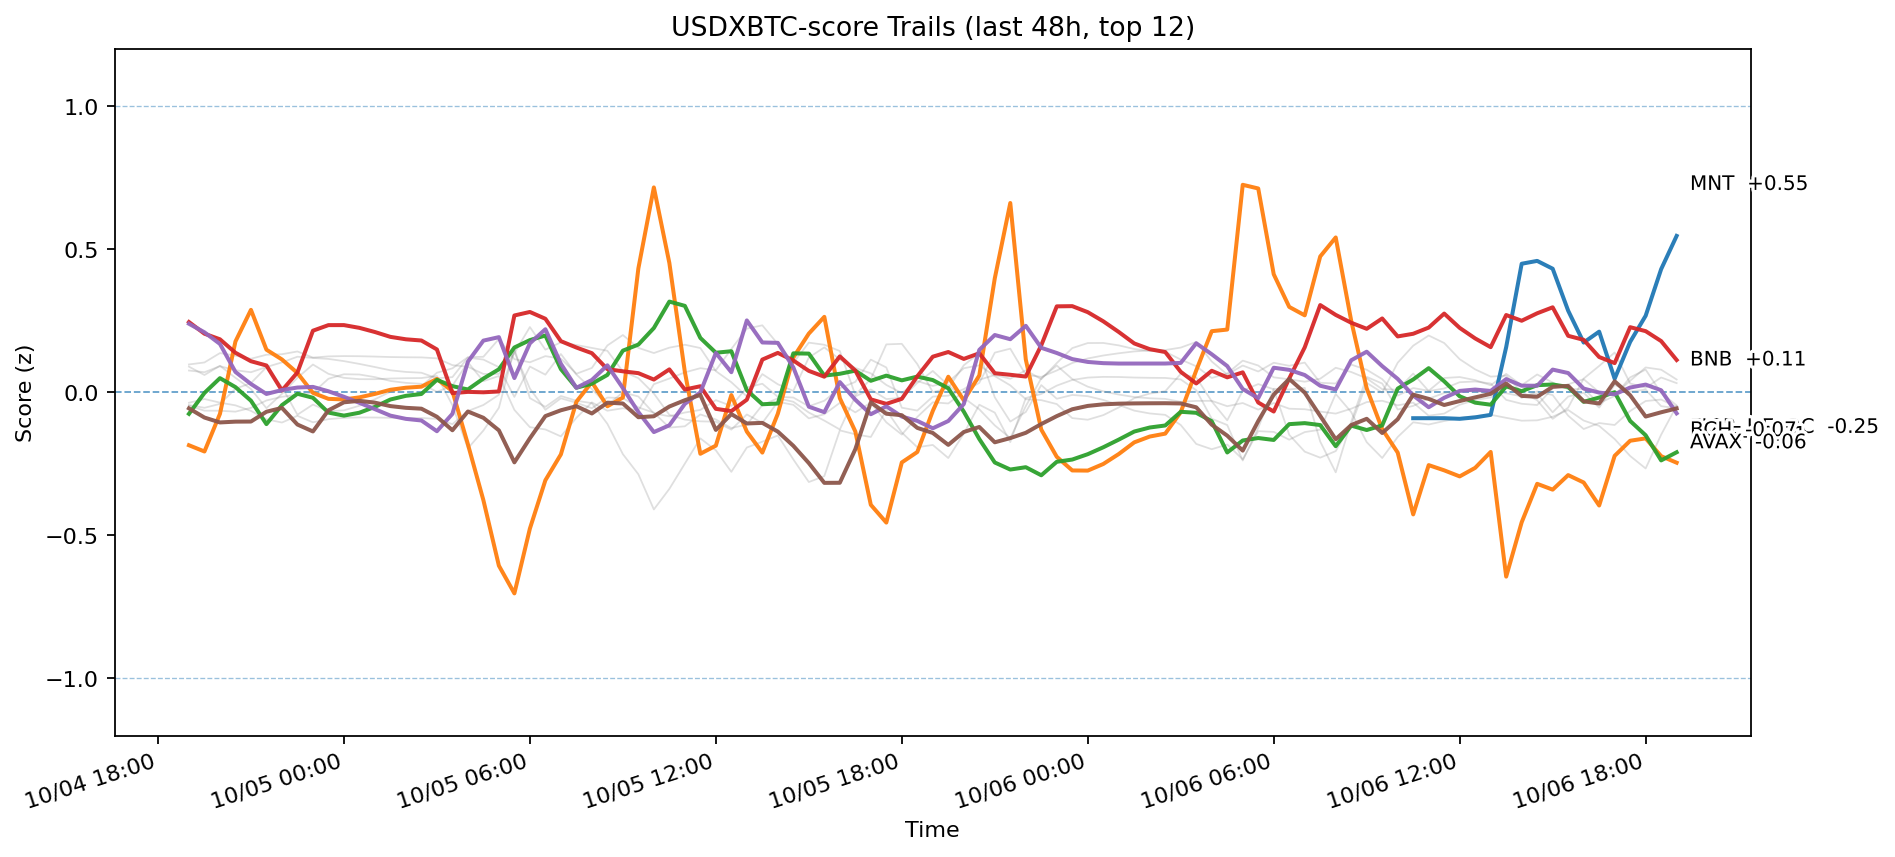 USDXBTC-score Trails (last 48h, top 12)
Score (z)
1.0
0.5
0.0
−0.5
−1.0
MNT +0.55
BNB +0.11
-0.25
AVAX -0.06
10/04 18:00
10/05 00:00
10/05 06:00
10/05 12:00
10/05 18:00
10/06 00:00
10/06 06:00
10/06 12:00
10/06 18:00
Time